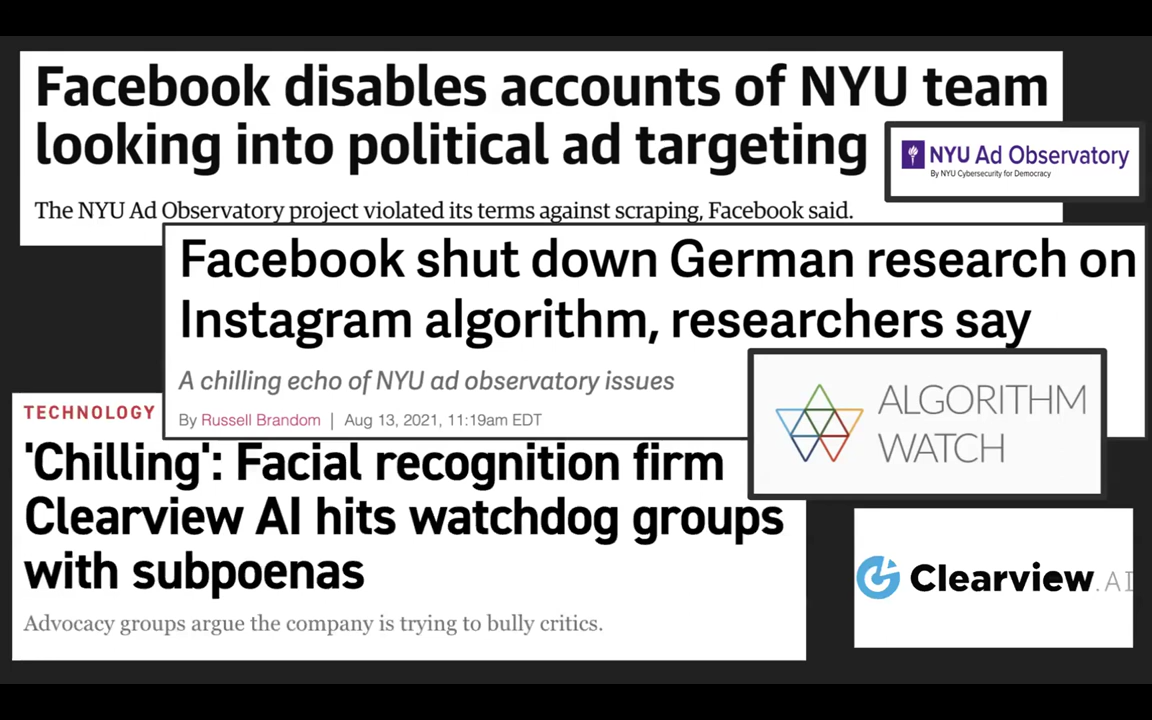 Facebook disables accounts of NYU team
looking into political ad targeting
The NYU Ad Observatory project violated its terms against scraping, Facebook said.
NYU Ad Observatory
By NYU Cybersecurity for Democracy
Facebook shut down German research on
Instagram algorithm, researchers say
A chilling echo of NYU ad observatory issues
By Russell Brandom | Aug 13, 2021, 11:19am EDT
ALGORITHM
WATCH
TECHNOLOGY
'Chilling': Facial recognition firm
Clearview AI hits watchdog groups
with subpoenas
Advocacy groups argue the company is trying to bully critics.
Clearview.AI